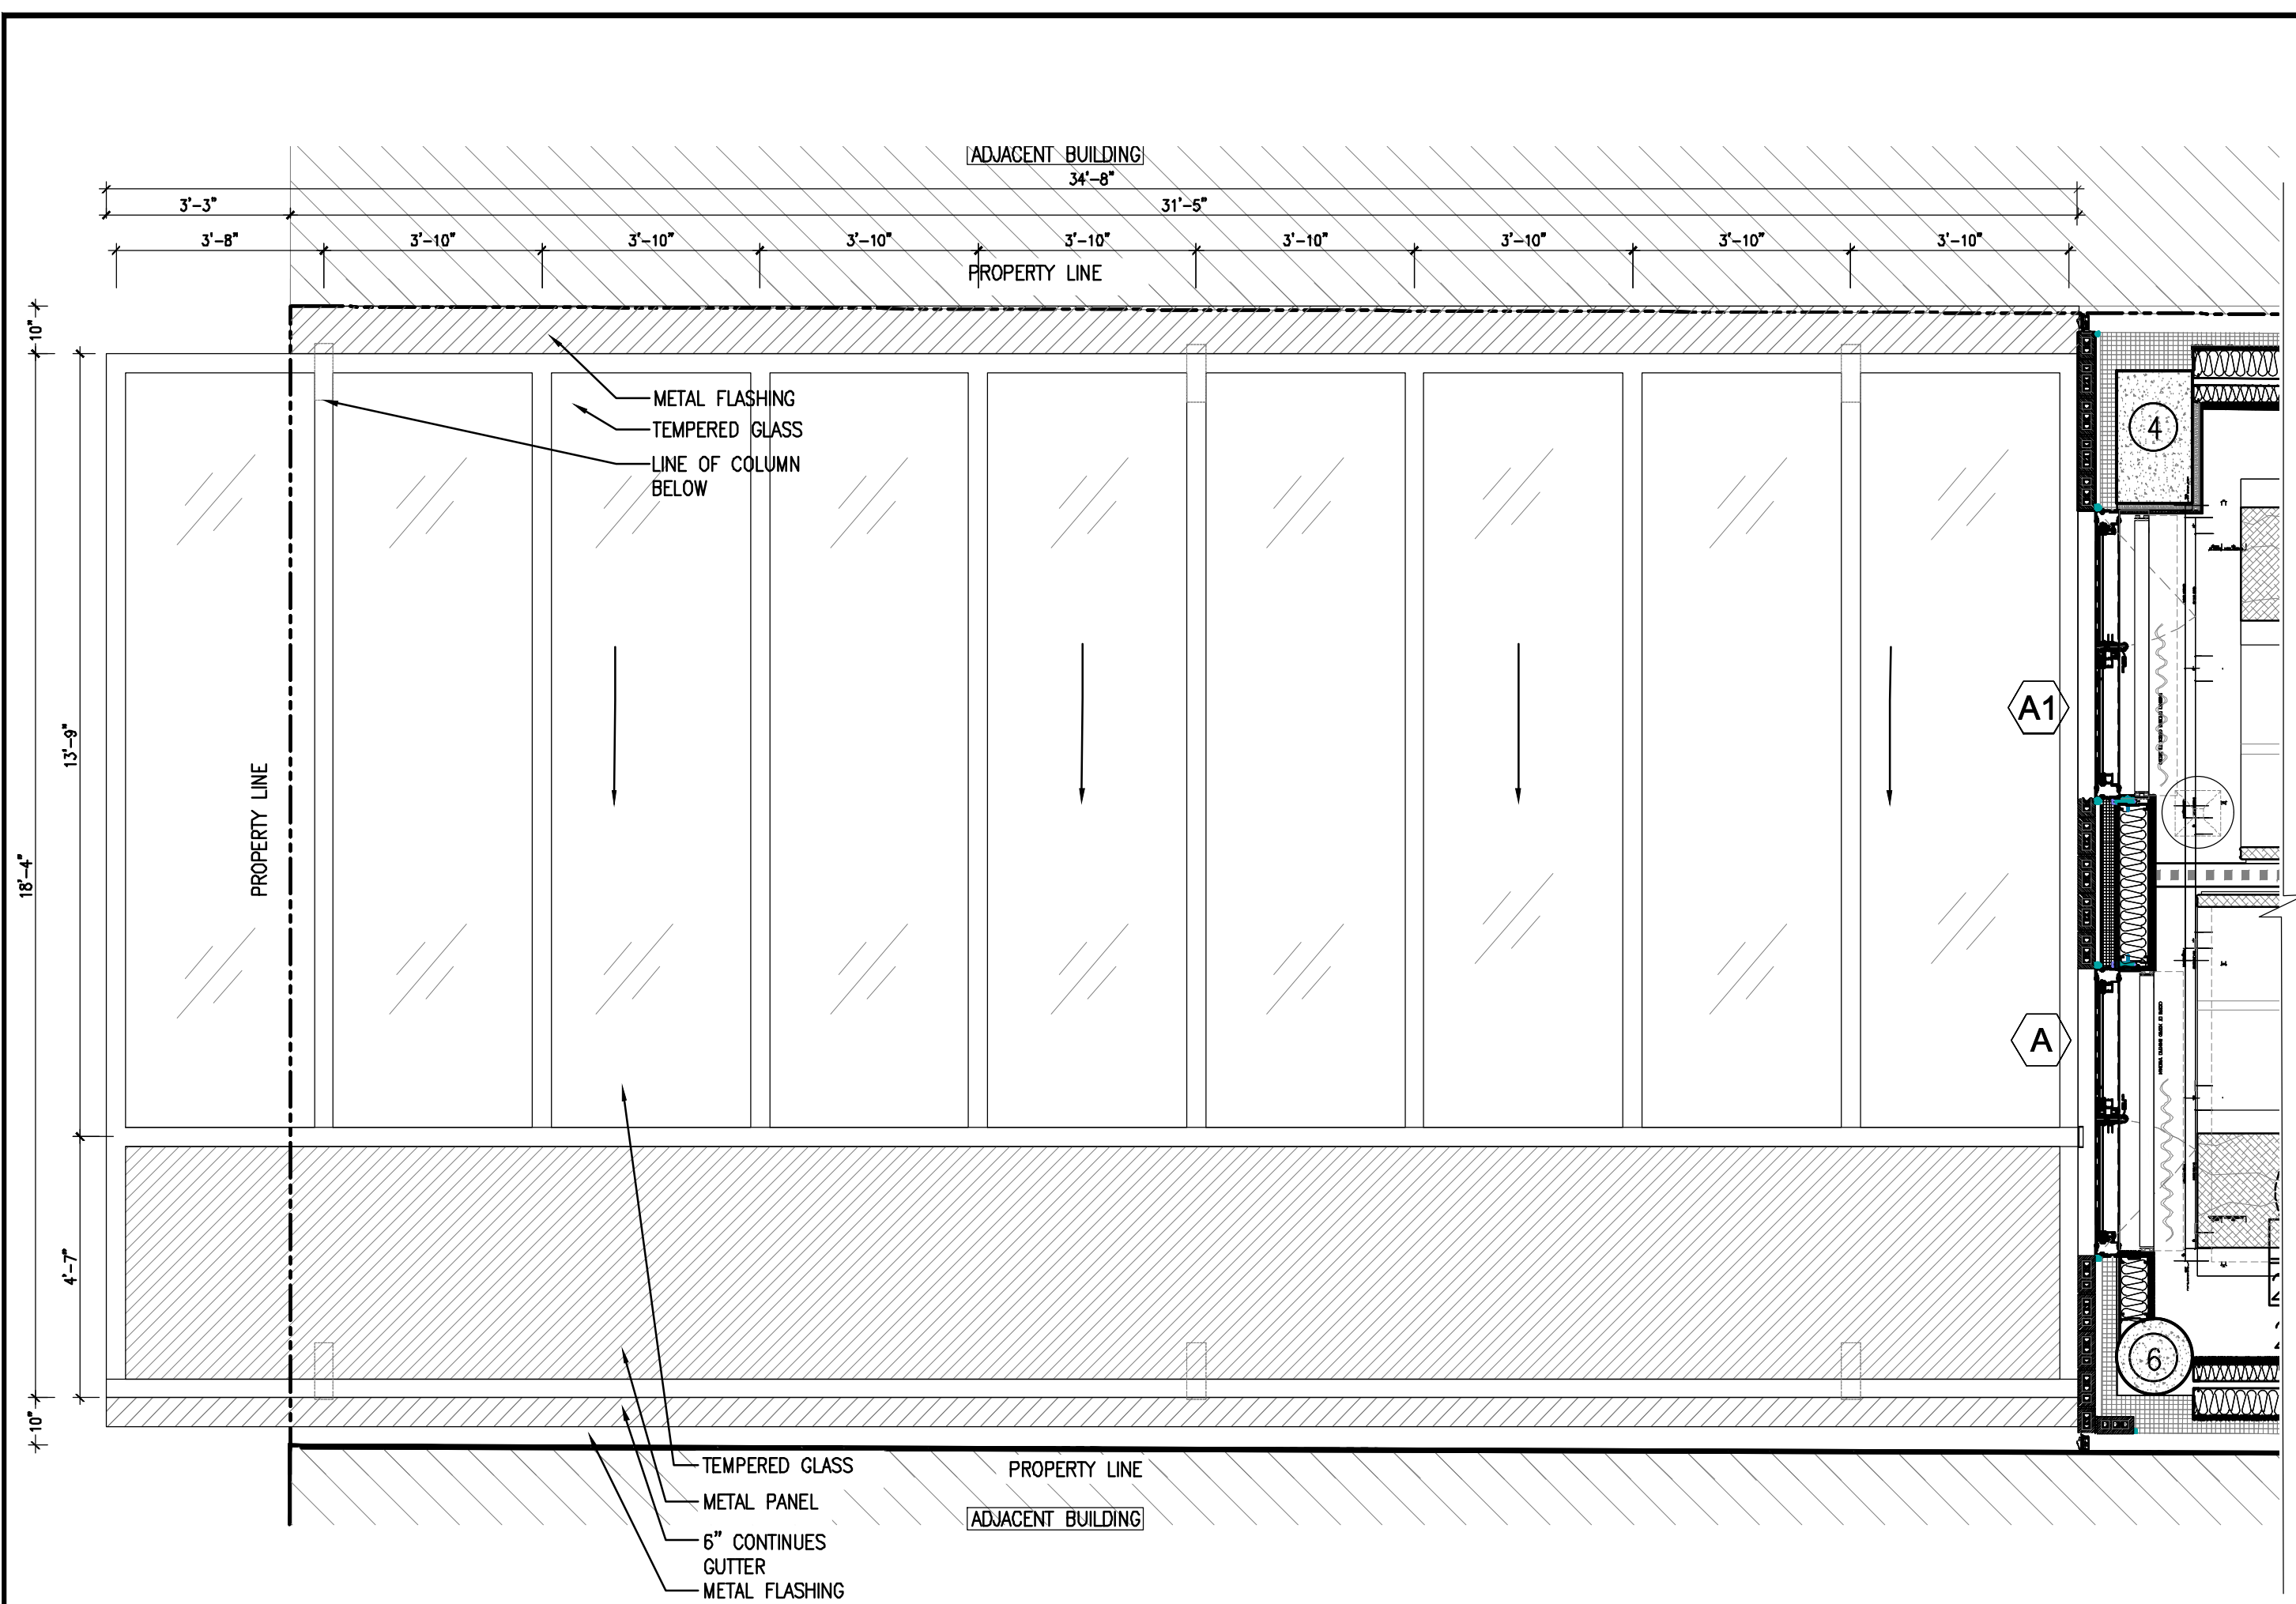 ADJACENT BUILDING
34'-8"
3'-3"
31'-5"
3'-8"
3'-10"
3'-10"
3'-10"
3'-10"
3'-10"
3'-10"
3'-10"
3'-10"
PROPERTY LINE
10"
METAL FLASHING
TEMPERED GLASS
LINE OF COLUMN
BELOW
4
A1
13'-9"
PROPERTY LINE
18'-4"
A
4'-7"
6
10"
TEMPERED GLASS
PROPERTY LINE
METAL PANEL
ADJACENT BUILDING
6" CONTINUES
GUTTER
METAL FLASHING